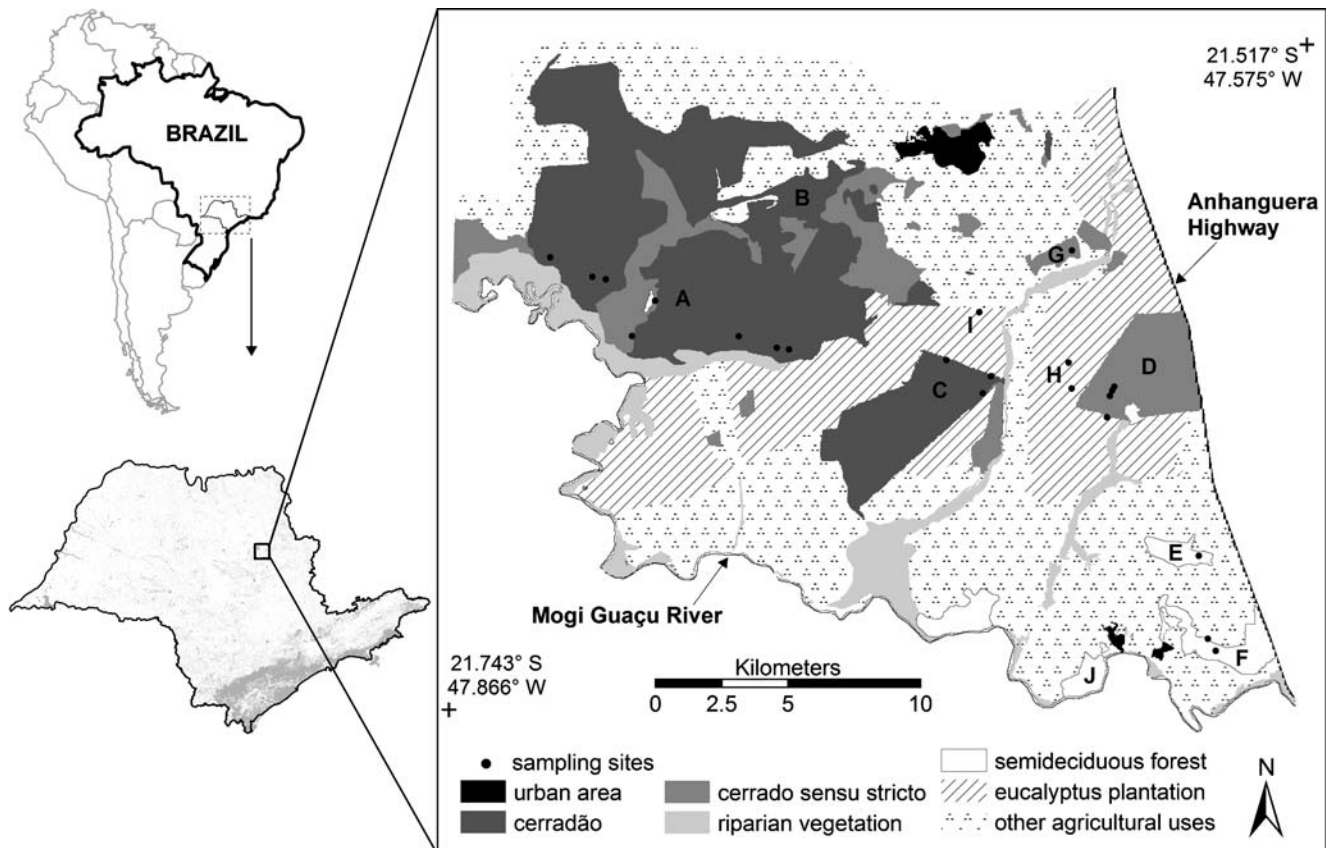 BRAZIL
21.517° S
47.575° W
+
Anhanguera
Highway
B
G
A
I
H
D
C
E
F
J
Mogi Guaçu River
21.743° S
47.866° W
+
Kilometers
0 2.5 5 10
sampling sites
urban area
cerradão
cerrado sensu stricto
riparian vegetation
semideciduous forest
eucalyptus plantation
other agricultural uses
N